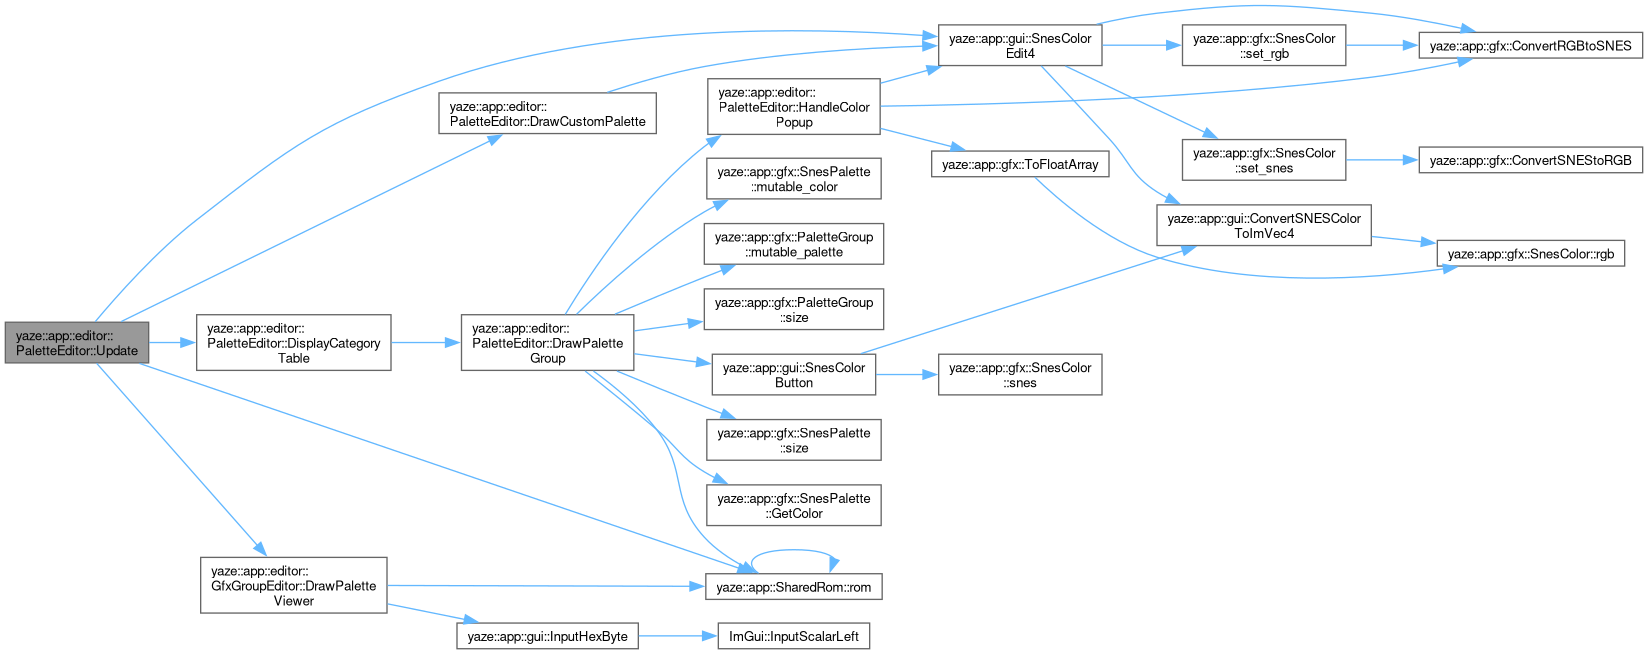 yaze::app::editor::
PaletteEditor::Update
yaze::app::editor::
PaletteEditor::DrawCustomPalette
yaze::app::editor::
PaletteEditor::DisplayCategory
Table
yaze::app::editor::
GfxGroupEditor::DrawPalette
Viewer
yaze::app::editor::
PaletteEditor::DrawPalette
Group
yaze::app::gui::InputHexByte
yaze::app::editor::
PaletteEditor::HandleColor
Popup
yaze::app::gfx::SnesPalette
::mutable_color
yaze::app::gfx::PaletteGroup
::mutable_palette
yaze::app::gfx::PaletteGroup
::size
yaze::app::gui::SnesColor
Button
yaze::app::gfx::SnesPalette
::size
yaze::app::gfx::SnesPalette
::GetColor
yaze::app::SharedRom::rom
ImGui::InputScalarLeft
yaze::app::gui::SnesColor
Edit4
yaze::app::gfx::ToFloatArray
yaze::app::gfx::SnesColor
::snes
yaze::app::gfx::SnesColor
::set_rgb
yaze::app::gfx::SnesColor
::set_snes
yaze::app::gui::ConvertSNESColor
ToImVec4
yaze::app::gfx::ConvertRGBtoSNES
yaze::app::gfx::ConvertSNEStoRGB
yaze::app::gfx::SnesColor::rgb